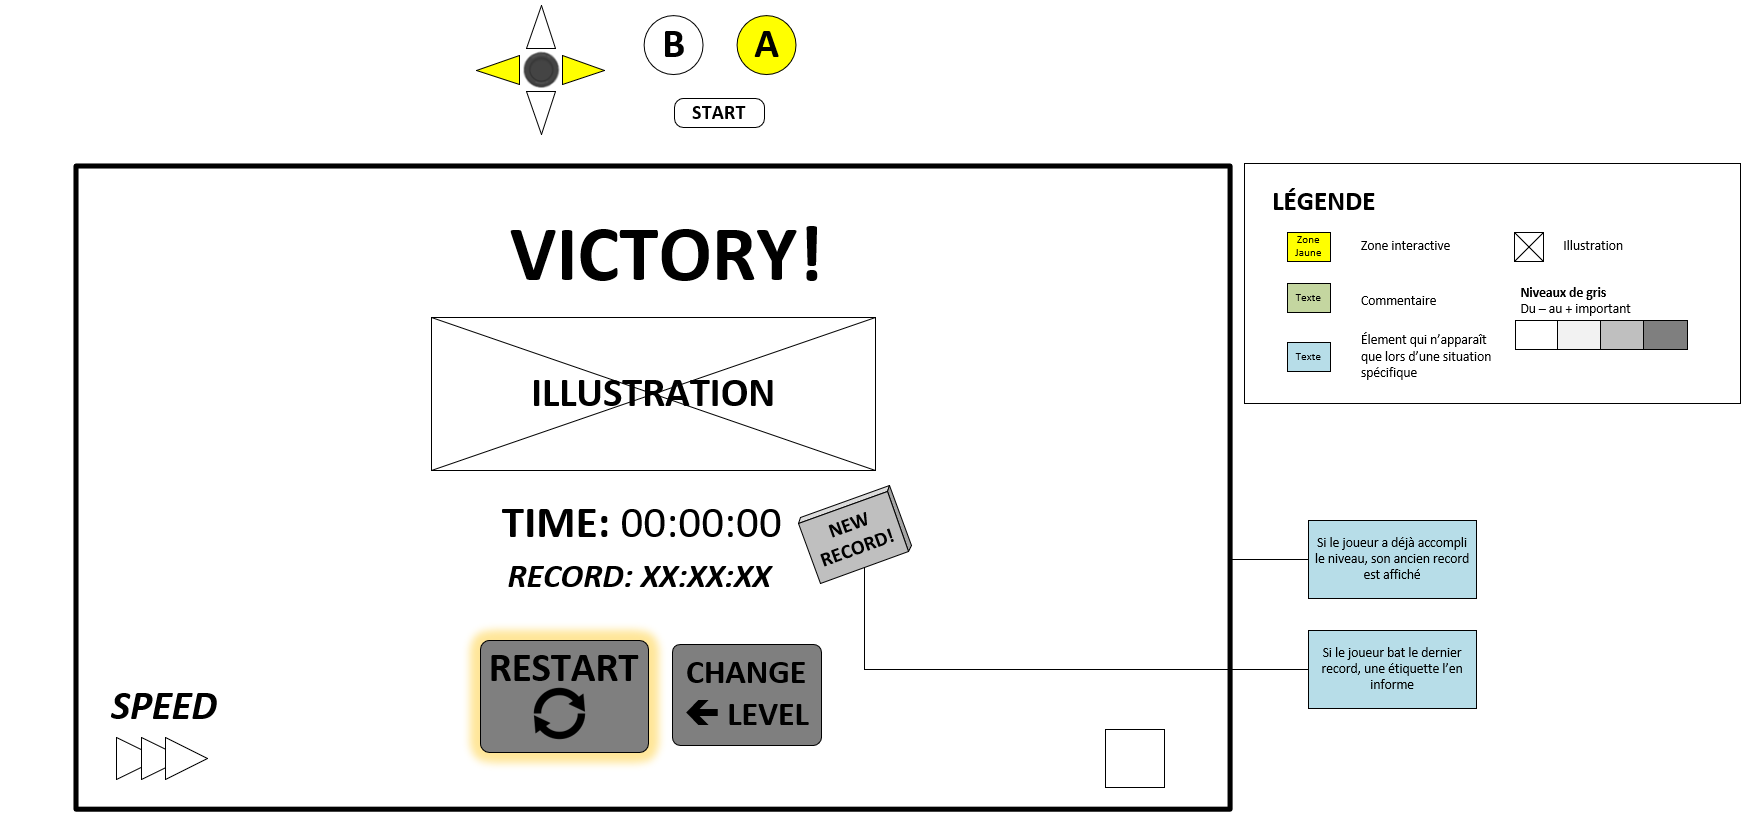 B
A
START
VICTORY!
ILLUSTRATION
TIME: 00:00:00
RECORD: XX:XX:XX
NEW
RECORD!
RESTART
CHANGE
LEVEL
SPEED
LÉGENDE
Zone
Jaune
Zone interactive
Illustration
Texte
Commentaire
Niveaux de gris
Du – au + important
Texte
Élement qui n’apparaît
que lors d’une situation
spécifique
Si le joueur a déjà accompli
le niveau, son ancien record
est affiché
Si le joueur bat le dernier
record, une étiquette l’en
informe